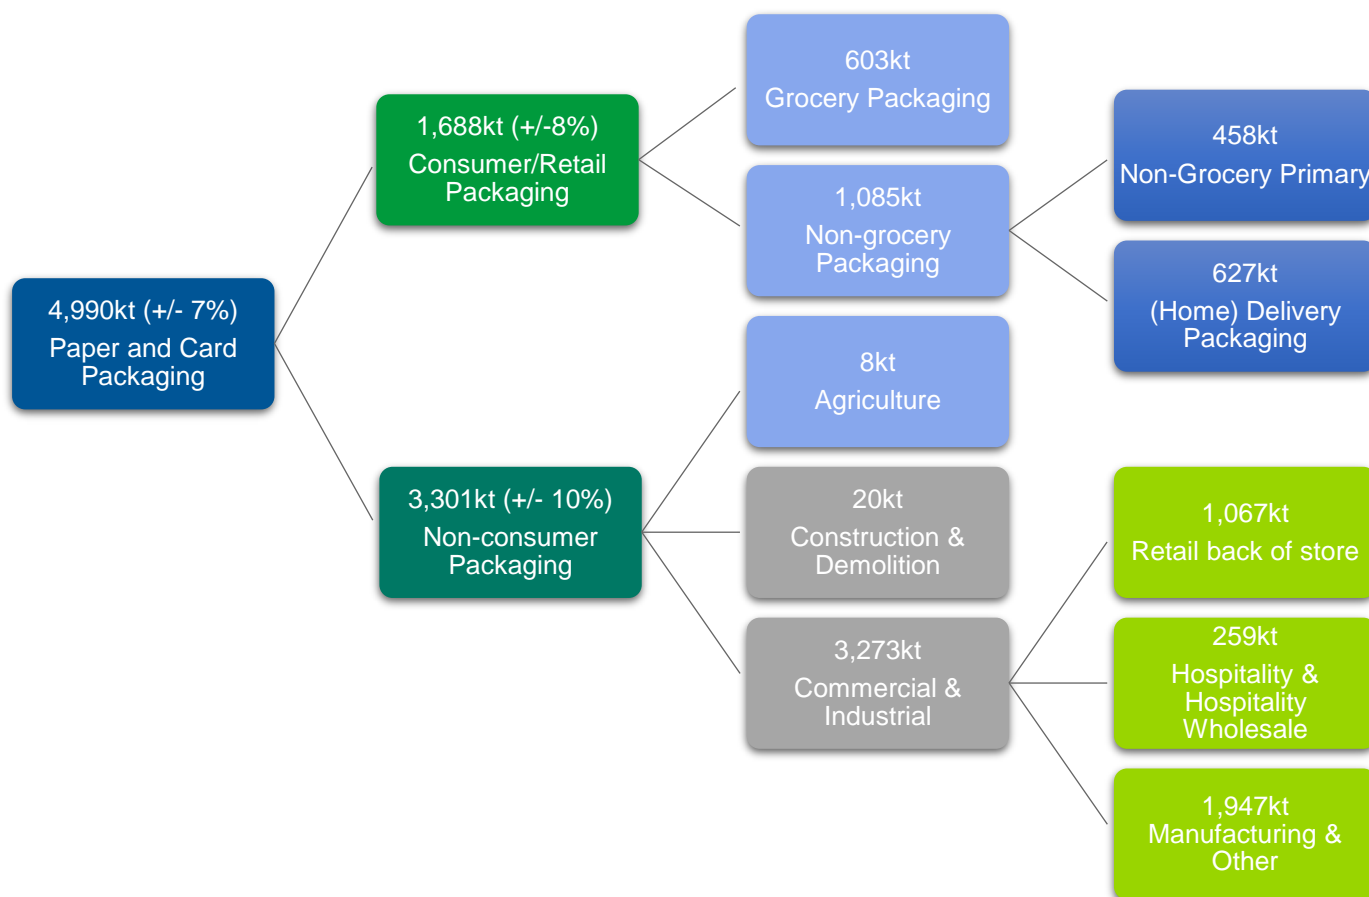 4,990kt (+/- 7%)
Paper and Card
Packaging
1,688kt (+/-8%)
Consumer/Retail
Packaging
3,301kt (+/- 10%)
Non-consumer
Packaging
603kt
Grocery Packaging
1,085kt
Non-grocery
Packaging
8kt
Agriculture
20kt
Construction &
Demolition
3,273kt
Commercial &
Industrial
458kt
Non-Grocery Primary
627kt
(Home) Delivery
Packaging
1,067kt
Retail back of store
259kt
Hospitality &
Hospitality
Wholesale
1,947kt
Manufacturing &
Other